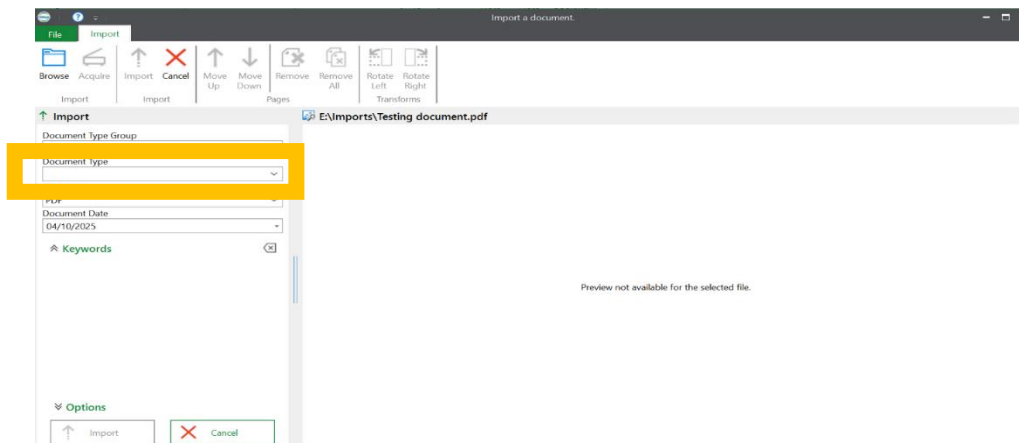 Import a document.
File Import
Browse Acquire Import Cancel Move Up Move Down Remove Remove All Rotate Left Rotate Right
Import Import Pages Transforms
Import
E:\Imports\Testing document.pdf
Document Type Group
Document Type
PDF
Document Date
04/10/2025
Keywords
Preview not available for the selected file.
Options
Import Cancel